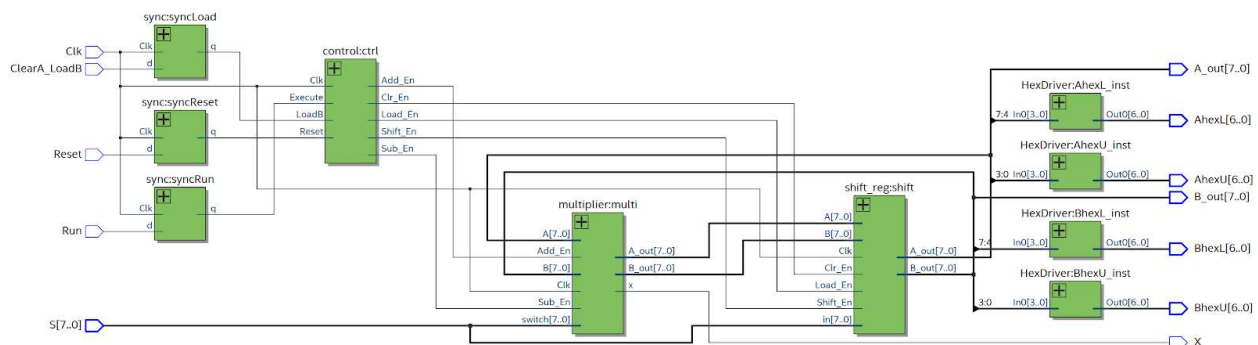 sync:syncLoad
Clk
ClearA_LoadB
Clk
d
q
sync:syncReset
Clk
d
q
Reset
sync:syncRun
Clk
d
q
Run
control:ctrl
Clk
Execute
LoadB
Reset
Add_En
Clr_En
Load_En
Shift_En
Sub_En
multiplier:multi
A[7..0]
Add_En
B[7..0]
Clk
Sub_En
switch[7..0]
A_out[7..0]
B_out[7..0]
x
S[7..0]
shift_reg:shift
A[7..0]
B[7..0]
Clk
Clr_En
Load_En
Shift_En
in[7..0]
A_out[7..0]
B_out[7..0]
A_out[7..0]
HexDriver:AhexL_inst
7:4
In0[3..0]
Out0[6..0]
AhexL[6..0]
HexDriver:AhexU_inst
3:0
In0[3..0]
Out0[6..0]
AhexU[6..0]
B_out[7..0]
HexDriver:BhexL_inst
7:4
In0[3..0]
Out0[6..0]
BhexL[6..0]
HexDriver:BhexU_inst
3:0
In0[3..0]
Out0[6..0]
BhexU[6..0]
X